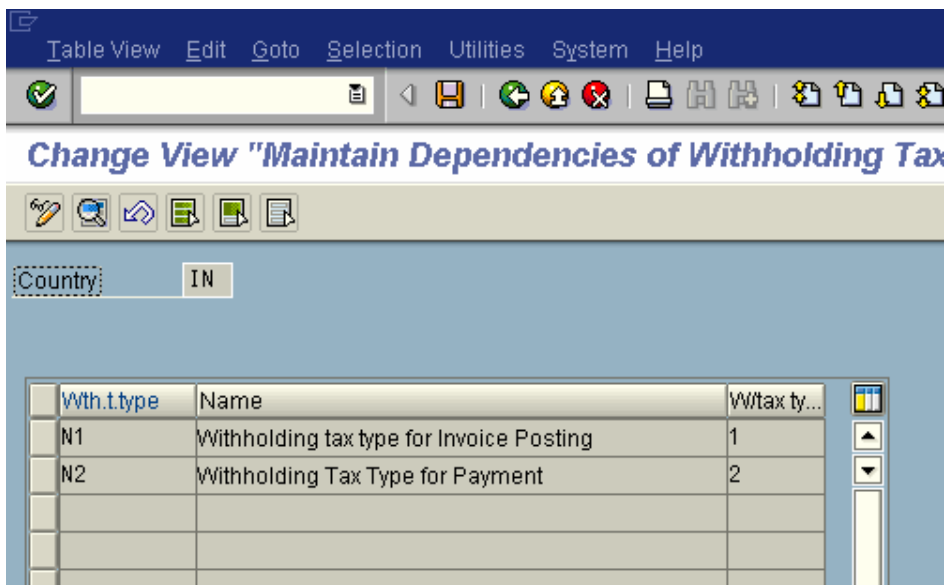 Table View Edit Goto Selection Utilities System Help
Change View "Maintain Dependencies of Withholding Tax
Country IN
Wth.t.type Name W/tax ty...
N1 Withholding tax type for Invoice Posting 1
N2 Withholding Tax Type for Payment 2